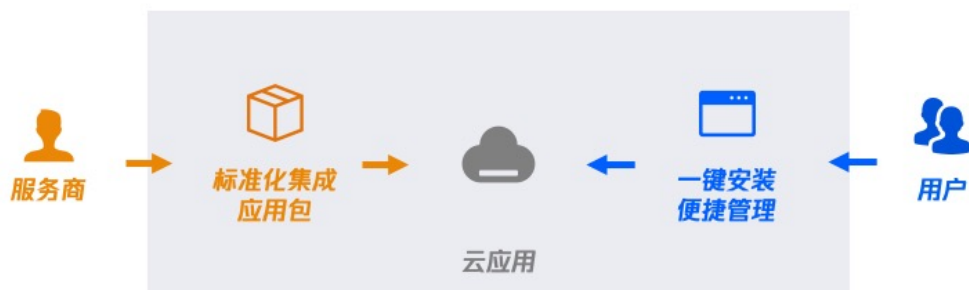 服务商
标准化集成
应用包
云应用
一键安装
便捷管理
用户